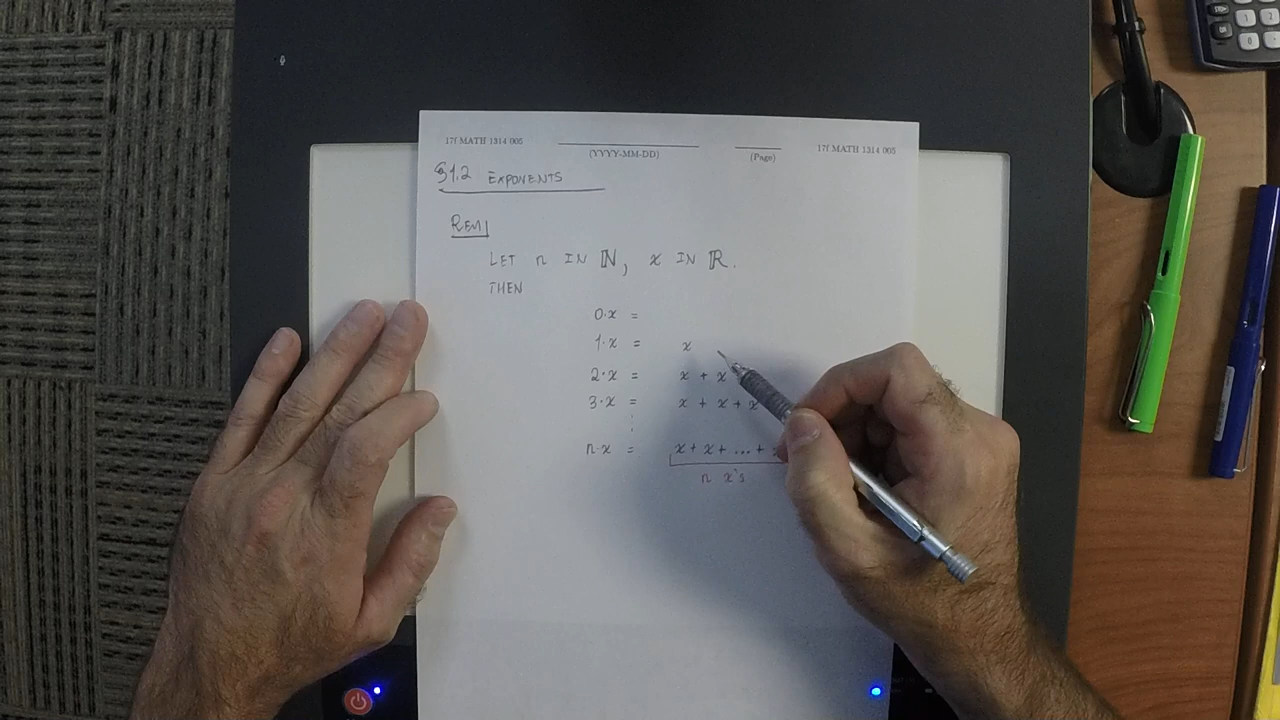 17f MATH 1314 005 (YYYY-MM-DD) (Page) 17f MATH 1314 005
§1.2 EXPONENTS
REM
LET n IN ℕ, x IN ℝ.
THEN
0·x =
1·x = x
2·x = x + x
3·x = x + x + x
⋮
n·x = x + x + ... + x
n x's